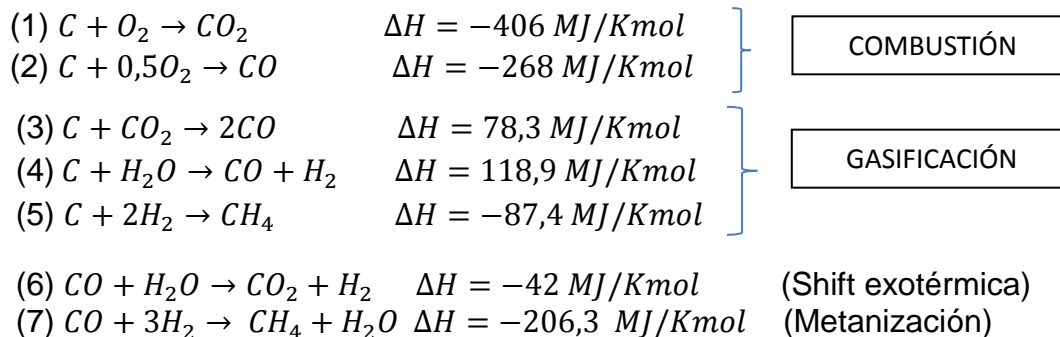 (1) C + O₂ → CO₂ ΔH = −406 MJ/Kmol
(2) C + 0,5O₂ → CO ΔH = −268 MJ/Kmol
COMBUSTIÓN
(3) C + CO₂ → 2CO ΔH = 78,3 MJ/Kmol
(4) C + H₂O → CO + H₂ ΔH = 118,9 MJ/Kmol
(5) C + 2H₂ → CH₄ ΔH = −87,4 MJ/Kmol
GASIFICACIÓN
(6) CO + H₂O → CO₂ + H₂ ΔH = −42 MJ/Kmol (Shift exotérmica)
(7) CO + 3H₂ → CH₄ + H₂O ΔH = −206,3 MJ/Kmol (Metanización)